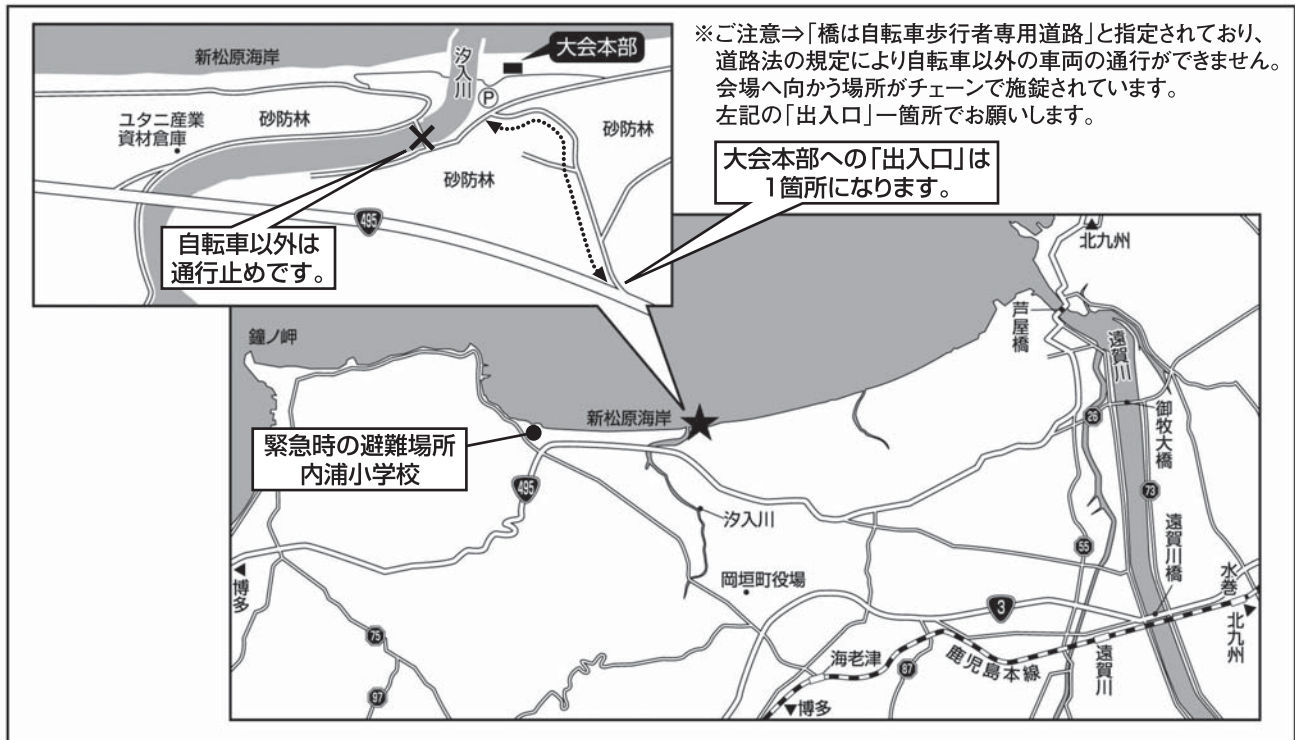 ※ご注意⇒「橋は自転車歩行者専用道路」と指定されており、
道路法の規定により自転車以外の車両の通行ができません。
会場へ向かう場所がチェーンで施錠されています。
左記の「出入口」一箇所でお願いします。
大会本部
新松原海岸
汐入川
P
ユタニ産業
資材倉庫
砂防林
砂防林
砂防林
495
大会本部への「出入口」は
1箇所になります。
自転車以外は
通行止めです。
北九州
鐘ノ岬
芦屋橋
遠賀川
新松原海岸
26
御牧大橋
緊急時の避難場所
内浦小学校
495
73
汐入川
55
遠賀川橋
水巻
博多
岡垣町役場
3
北九州
75
海老津
鹿児島本線
遠賀川
87
97
博多